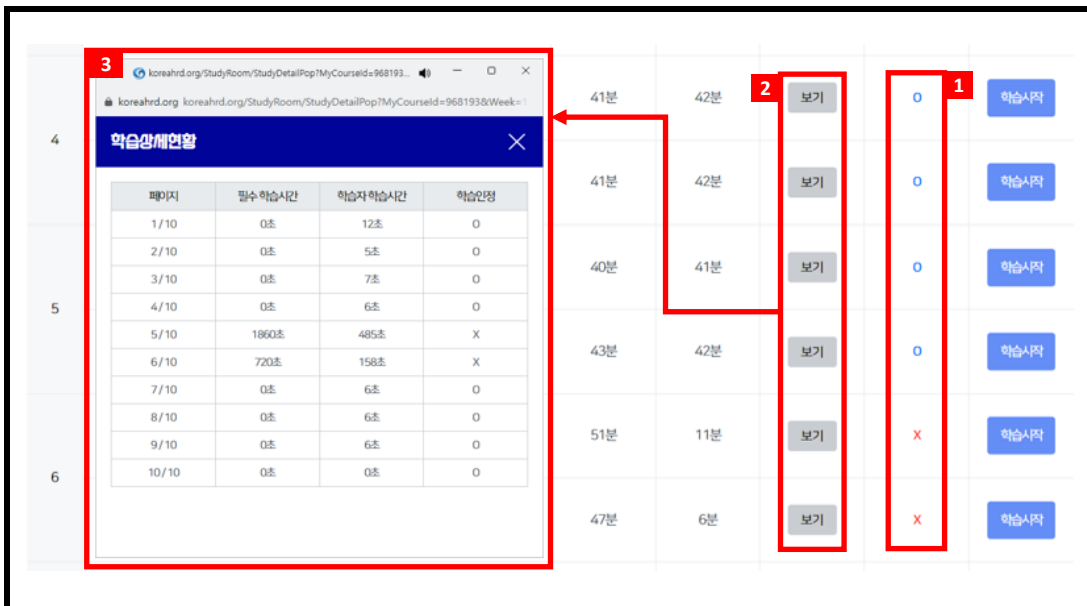 3
koreahrd.org/StudyRoom/StudyDetailPop?MyCourseId=968193...
koreahrd.org koreahrd.org/StudyRoom/StudyDetailPop?MyCourseId=968193&Week=1
학습상세현황
페이지 필수 학습시간 학습자 학습시간 학습인정
1 / 10 0초 12초 O
2 / 10 0초 5초 O
3 / 10 0초 7초 O
4 / 10 0초 6초 O
5 / 10 1860초 485초 X
6 / 10 720초 158초 X
7 / 10 0초 6초 O
8 / 10 0초 6초 O
9 / 10 0초 6초 O
10 / 10 0초 0초 O
2
1
4
41분 42분 보기 O 학습시작
41분 42분 보기 O 학습시작
5
40분 41분 보기 O 학습시작
43분 42분 보기 O 학습시작
6
51분 11분 보기 X 학습시작
47분 6분 보기 X 학습시작